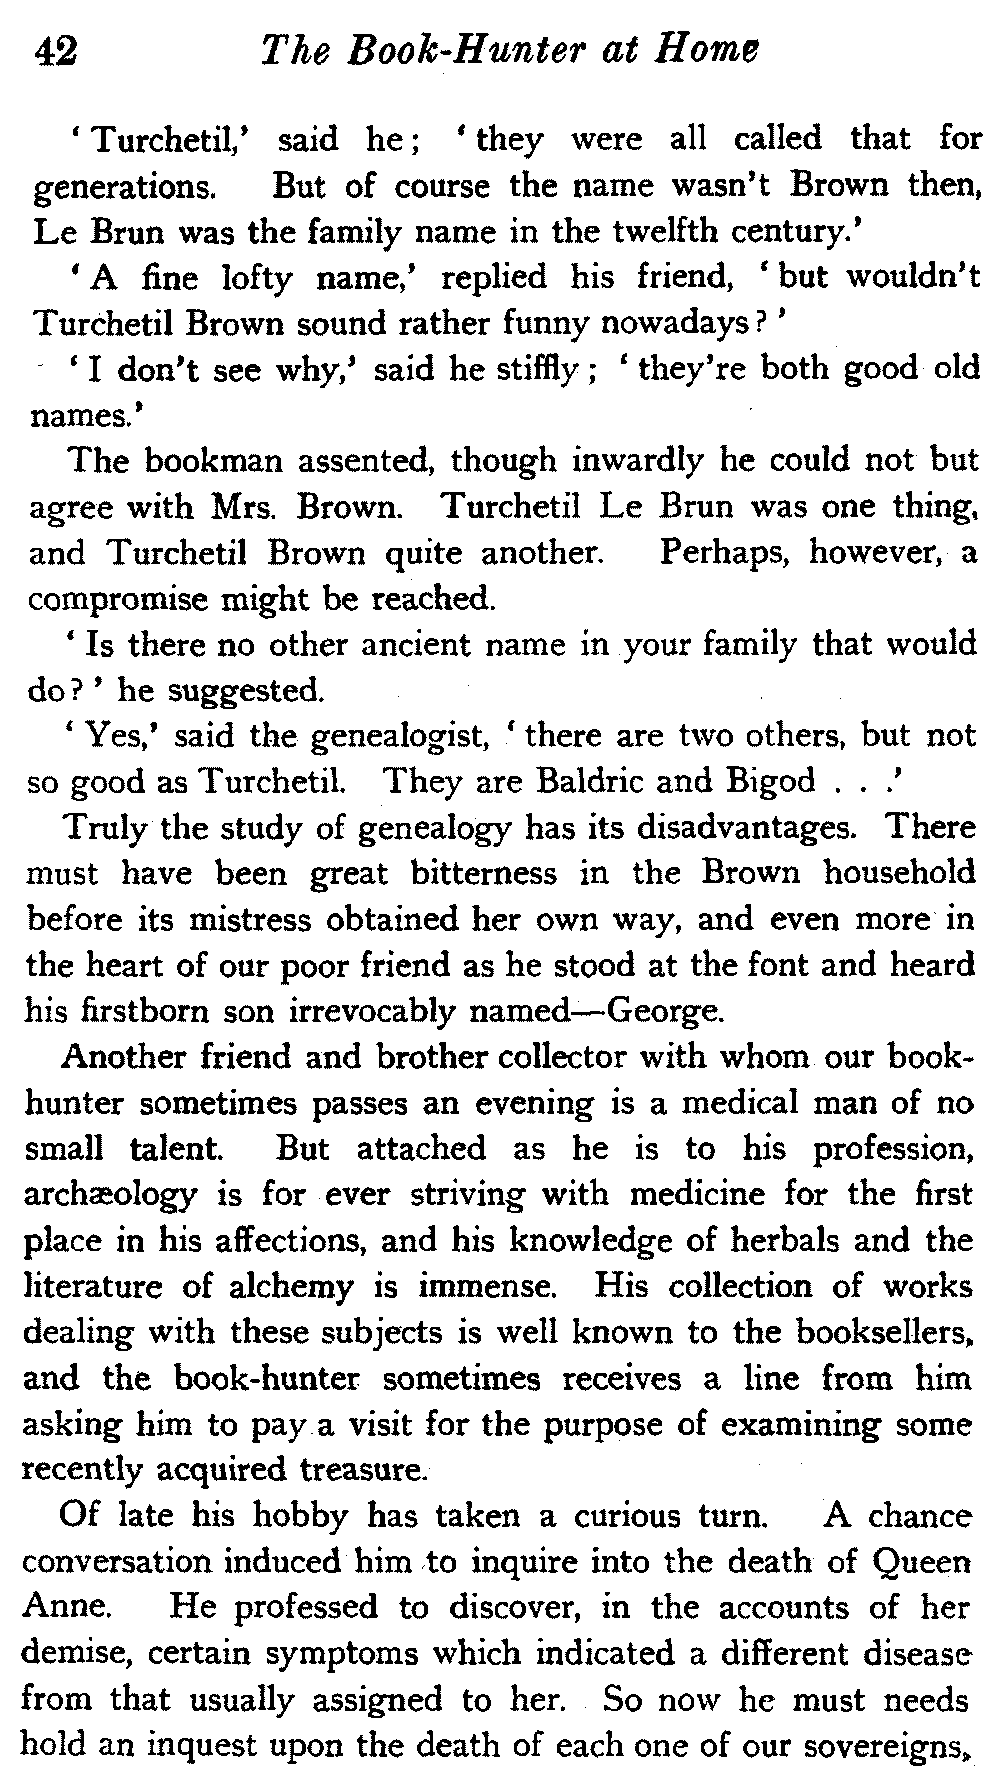 42 The Book-Hunter at Home
‘ Turchetil,’ said he ; ‘ they were all called that for
generations. But of course the name wasn’t Brown then,
Le Brun was the family name in the twelfth century.’
‘ A fine lofty name,’ replied his friend, ‘ but wouldn’t
Turchetil Brown sound rather funny nowadays ? ’
‘ I don’t see why,’ said he stiffly ; ‘ they’re both good old
names.’
The bookman assented, though inwardly he could not but
agree with Mrs. Brown. Turchetil Le Brun was one thing,
and Turchetil Brown quite another. Perhaps, however, a
compromise might be reached.
‘ Is there no other ancient name in your family that would
do ? ’ he suggested.
‘ Yes,’ said the genealogist, ‘ there are two others, but not
so good as Turchetil. They are Baldric and Bigod . . .’
Truly the study of genealogy has its disadvantages. There
must have been great bitterness in the Brown household
before its mistress obtained her own way, and even more in
the heart of our poor friend as he stood at the font and heard
his firstborn son irrevocably named—George.
Another friend and brother collector with whom our book-
hunter sometimes passes an evening is a medical man of no
small talent. But attached as he is to his profession,
archæology is for ever striving with medicine for the first
place in his affections, and his knowledge of herbals and the
literature of alchemy is immense. His collection of works
dealing with these subjects is well known to the booksellers,
and the book-hunter sometimes receives a line from him
asking him to pay a visit for the purpose of examining some
recently acquired treasure.
Of late his hobby has taken a curious turn. A chance
conversation induced him to inquire into the death of Queen
Anne. He professed to discover, in the accounts of her
demise, certain symptoms which indicated a different disease
from that usually assigned to her. So now he must needs
hold an inquest upon the death of each one of our sovereigns,